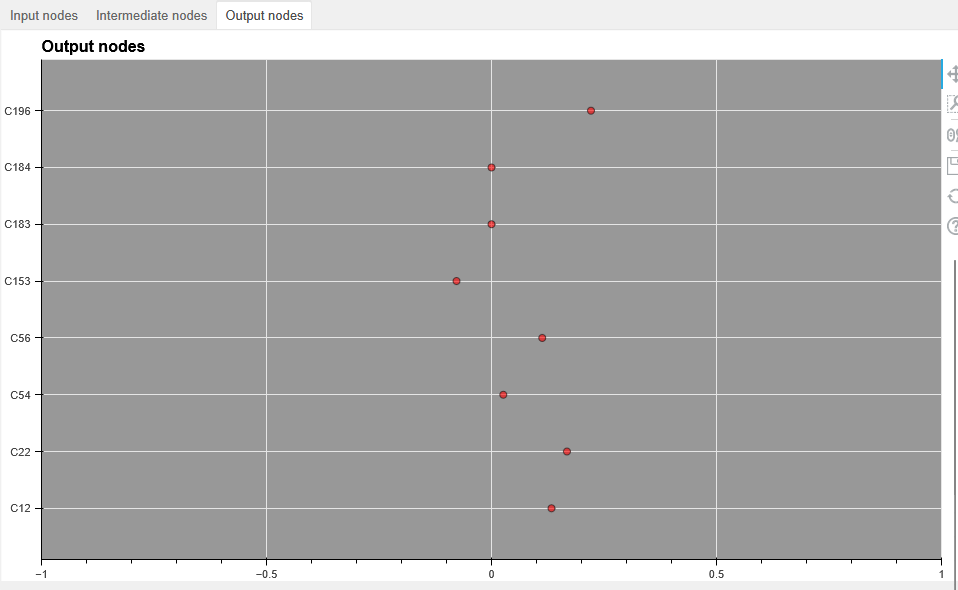 Input nodes Intermediate nodes Output nodes
Output nodes
C196
C184
C183
C153
C56
C54
C22
C12
−1 −0.5 0 0.5 1